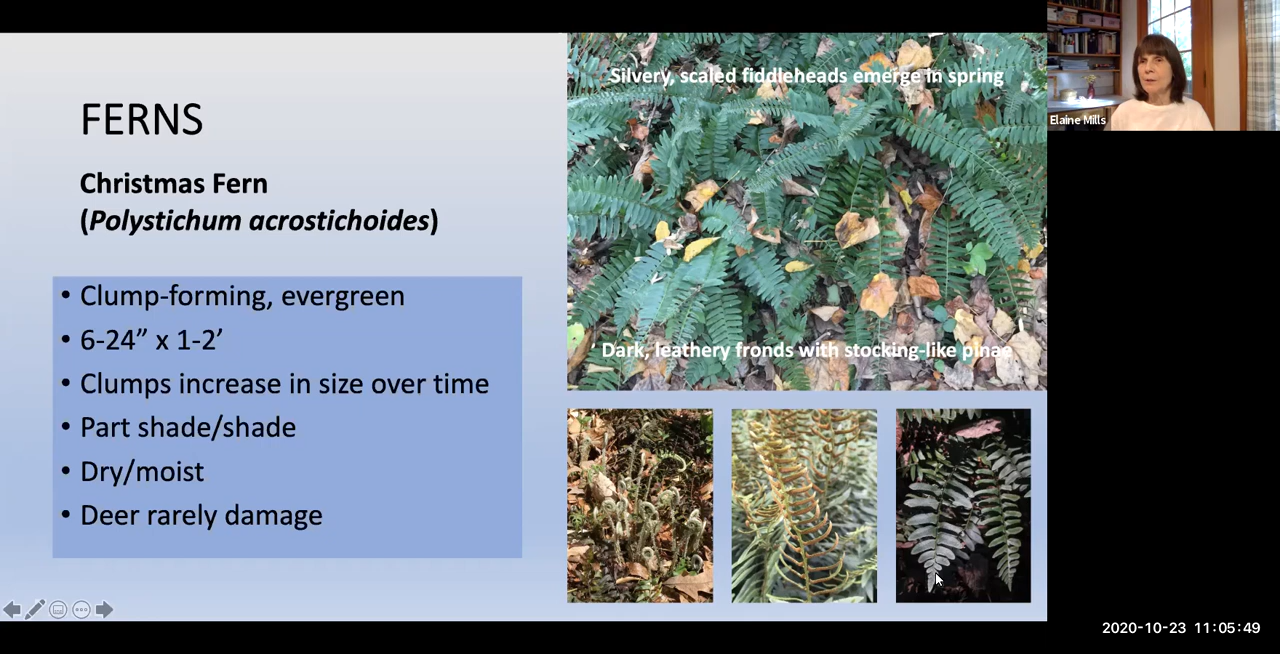 FERNS
Christmas Fern
(Polystichum acrostichoides)
• Clump-forming, evergreen
• 6-24” x 1-2’
• Clumps increase in size over time
• Part shade/shade
• Dry/moist
• Deer rarely damage
Silvery, scaled fiddleheads emerge in spring
Dark, leathery fronds with stocking-like pinae
Elaine Mills
2020-10-23 11:05:49